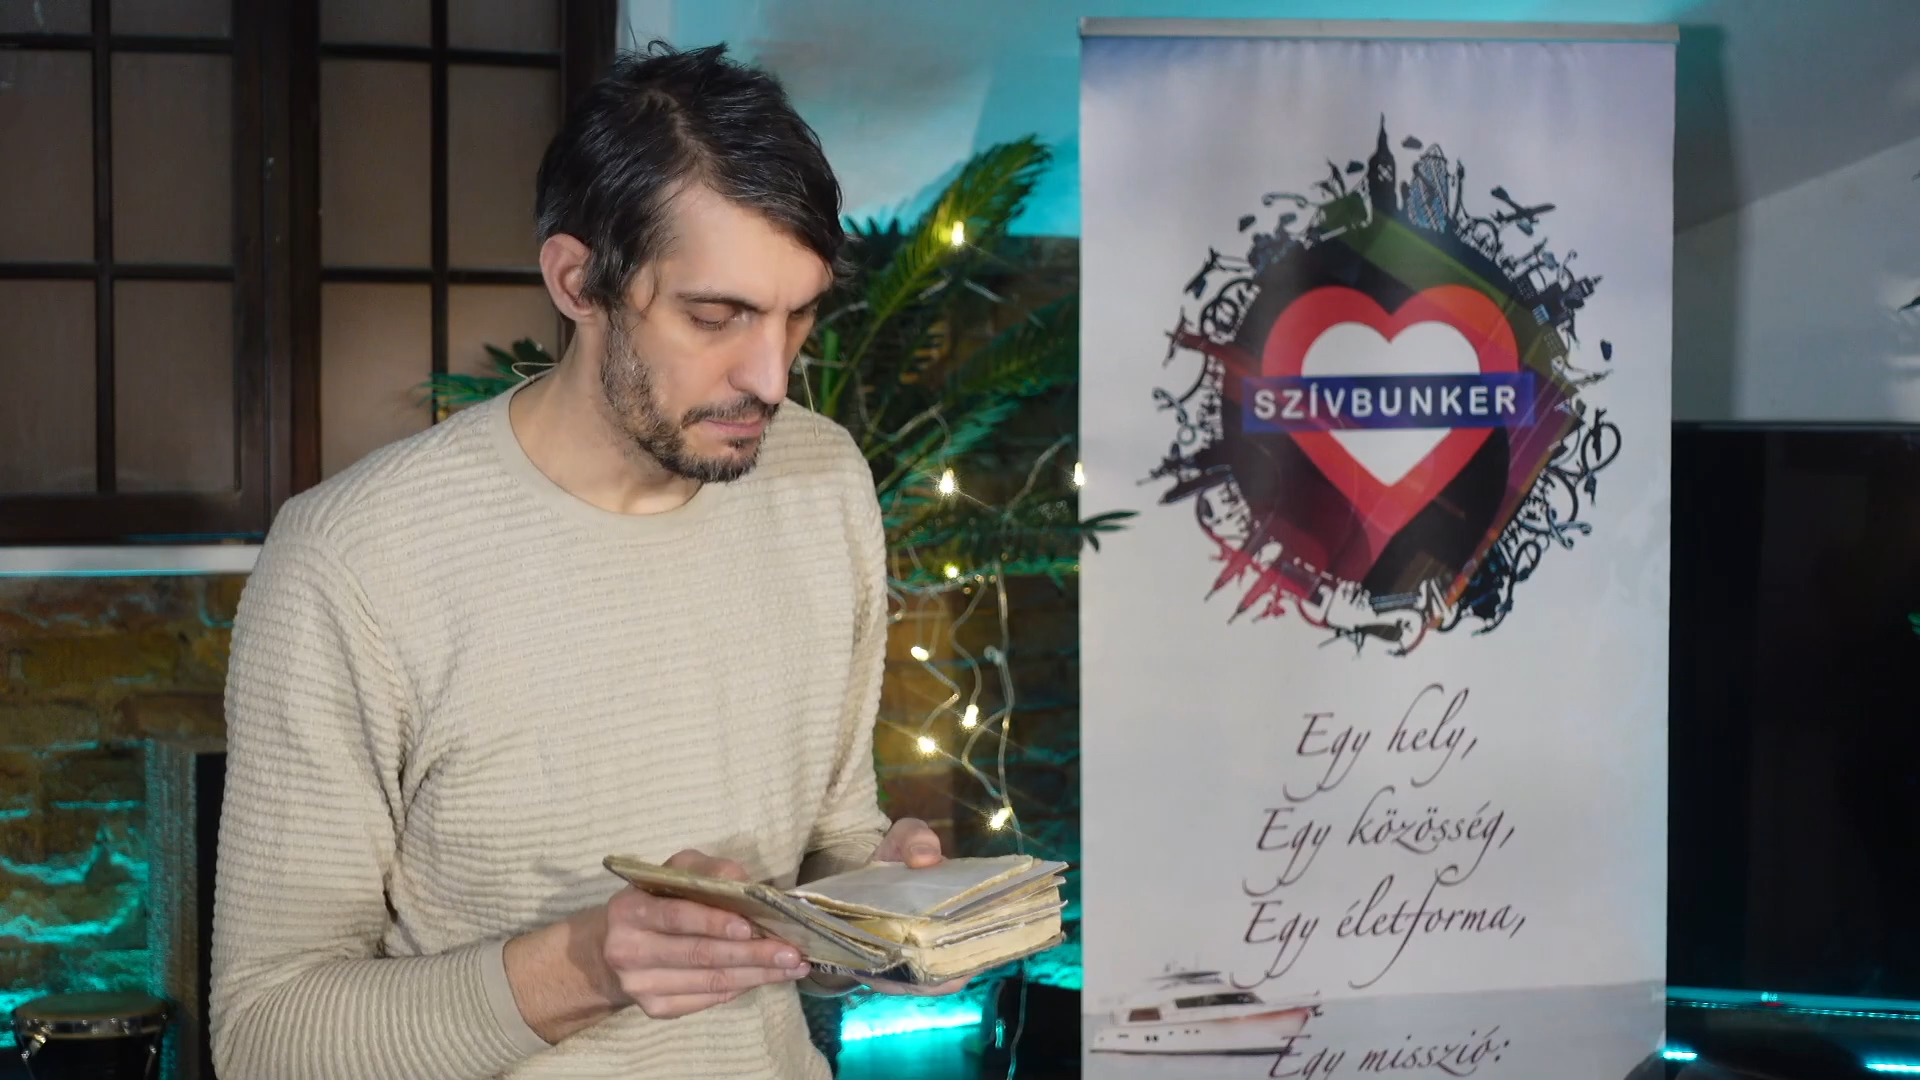 SZÍVBUNKER
Egy hely,
Egy közösség,
Egy életforma,
Egy misszió: